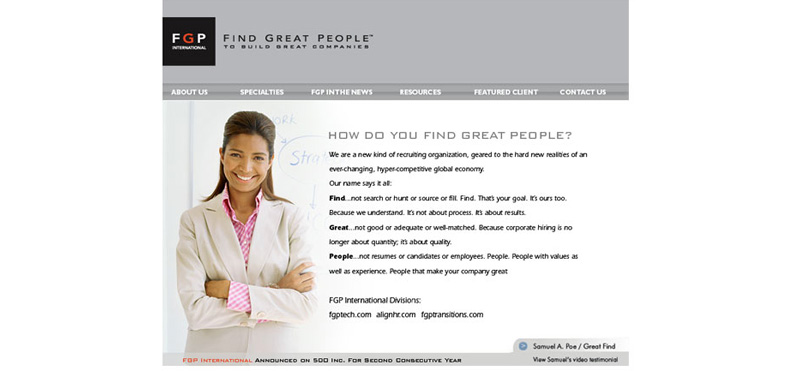 FGP
INTERNATIONAL
FIND GREAT PEOPLE™
TO BUILD GREAT COMPANIES
ABOUT US SPECIALTIES FGP IN THE NEWS RESOURCES FEATURED CLIENT CONTACT US
ORK
Stra
HOW DO YOU FIND GREAT PEOPLE?
We are a new kind of recruiting organization, geared to the hard new realities of an
ever-changing, hyper-competitive global economy.
Our name says it all:
Find...not search or hunt or source or fill. Find. That's your goal. It's ours too.
Because we understand. It's not about process. It's about results.
Great...not good or adequate or well-matched. Because corporate hiring is no
longer about quantity; it's about quality.
People...not resumes or candidates or employees. People. People with values as
well as experience. People that make your company great
FGP International Divisions:
fgptech.com alignhr.com fgptransitions.com
Samuel A. Poe / Great Find
FGP INTERNATIONAL ANNOUNCED ON 500 INC. FOR SECOND CONSECUTIVE YEAR
View Samuel's video testimonial